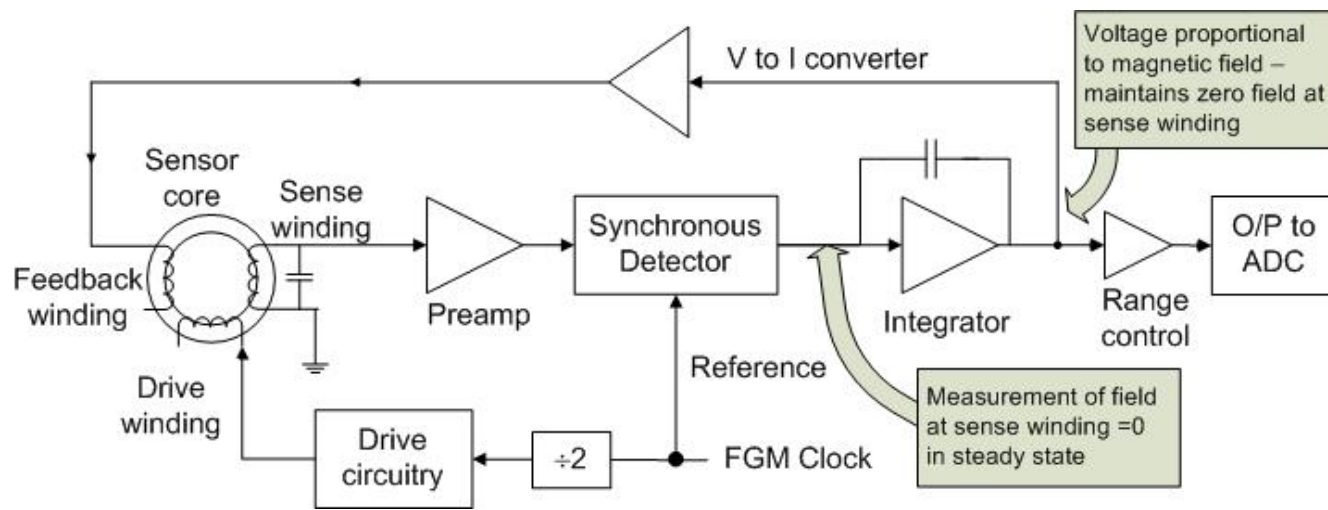 Voltage proportional
to magnetic field –
maintains zero field at
sense winding
V to I converter
Sensor
core
Sense
winding
Feedback
winding
Drive
winding
Preamp
Synchronous
Detector
Integrator
Range
control
O/P to
ADC
Reference
Measurement of field
at sense winding =0
in steady state
Drive
circuitry
÷2
FGM Clock